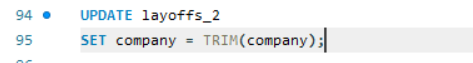 94 UPDATE layoffs_2
95 SET company = TRIM(company);